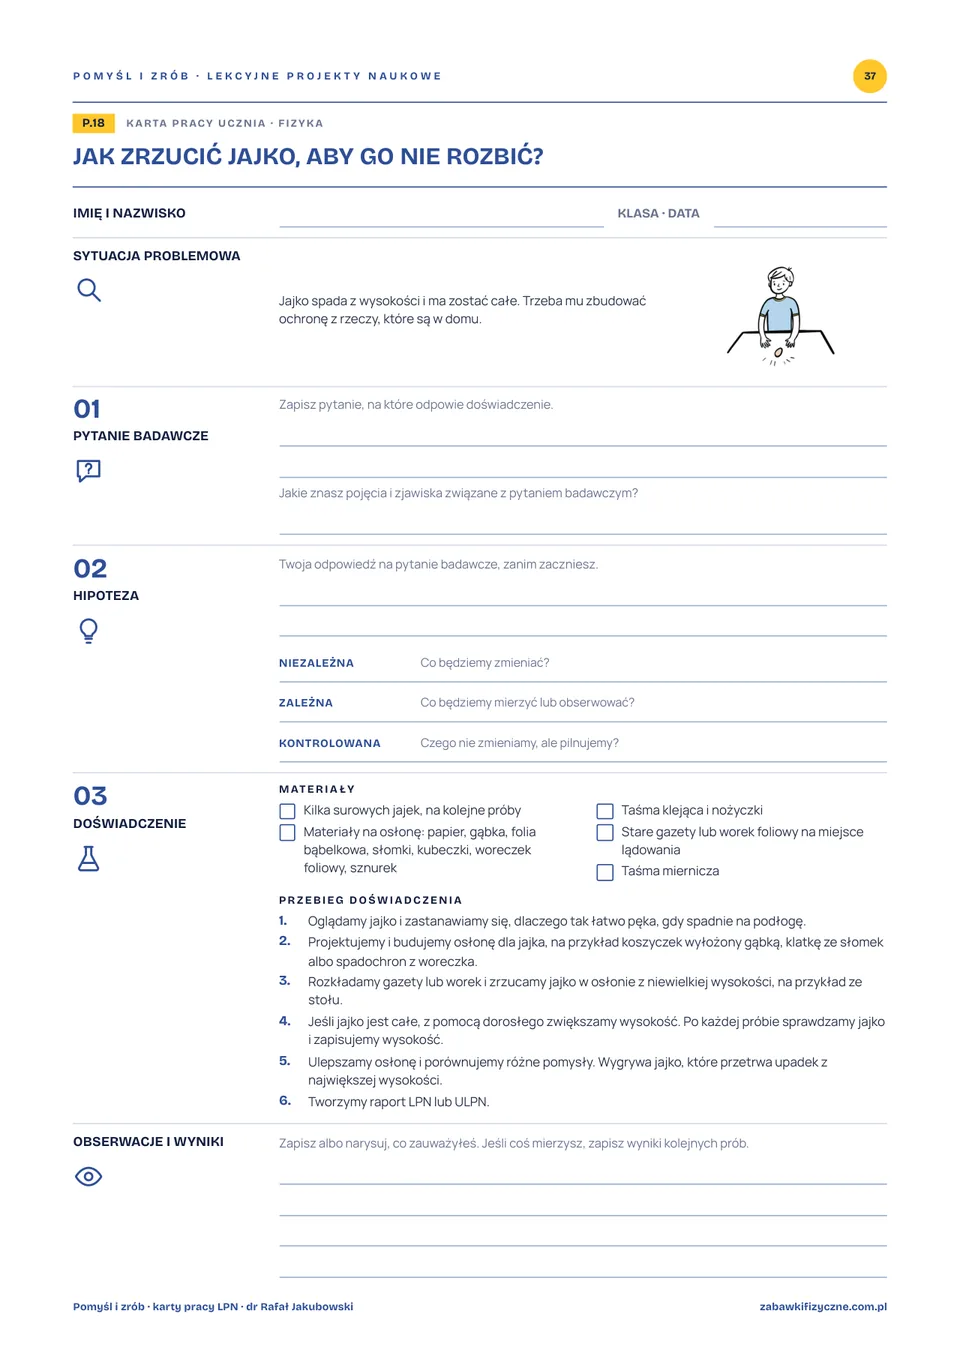 POMYŚL I ZRÓB · LEKCYJNE PROJEKTY NAUKOWE
37
P.18 KARTA PRACY UCZNIA · FIZYKA
JAK ZRZUCIĆ JAJKO, ABY GO NIE ROZBIĆ?
IMIĘ I NAZWISKO
KLASA · DATA
SYTUACJA PROBLEMOWA
Jajko spada z wysokości i ma zostać całe. Trzeba mu zbudować
ochronę z rzeczy, które są w domu.
01
PYTANIE BADAWCZE
Zapisz pytanie, na które odpowie doświadczenie.
Jakie znasz pojęcia i zjawiska związane z pytaniem badawczym?
02
HIPOTEZA
Twoja odpowiedź na pytanie badawcze, zanim zaczniesz.
NIEZALEŻNA Co będziemy zmieniać?
ZALEŻNA Co będziemy mierzyć lub obserwować?
KONTROLOWANA Czego nie zmieniamy, ale pilnujemy?
03
DOŚWIADCZENIE
MATERIAŁY
Kilka surowych jajek, na kolejne próby
Materiały na osłonę: papier, gąbka, folia
bąbelkowa, słomki, kubeczki, woreczek
foliowy, sznurek
Taśma klejąca i nożyczki
Stare gazety lub worek foliowy na miejsce
lądowania
Taśma miernicza
PRZEBIEG DOŚWIADCZENIA
1. Oglądamy jajko i zastanawiamy się, dlaczego tak łatwo pęka, gdy spadnie na podłogę.
2. Projektujemy i budujemy osłonę dla jajka, na przykład koszyczek wyłożony gąbką, klatkę ze słomek
albo spadochron z woreczka.
3. Rozkładamy gazety lub worek i zrzucamy jajko w osłonie z niewielkiej wysokości, na przykład ze
stołu.
4. Jeśli jajko jest całe, z pomocą dorosłego zwiększamy wysokość. Po każdej próbie sprawdzamy jajko
i zapisujemy wysokość.
5. Ulepszamy osłonę i porównujemy różne pomysły. Wygrywa jajko, które przetrwa upadek z
największej wysokości.
6. Tworzymy raport LPN lub ULPN.
OBSERWACJE I WYNIKI
Zapisz albo narysuj, co zauważyłeś. Jeśli coś mierzysz, zapisz wyniki kolejnych prób.
Pomyśl i zrób · karty pracy LPN · dr Rafał Jakubowski
zabawkifizyczne.com.pl